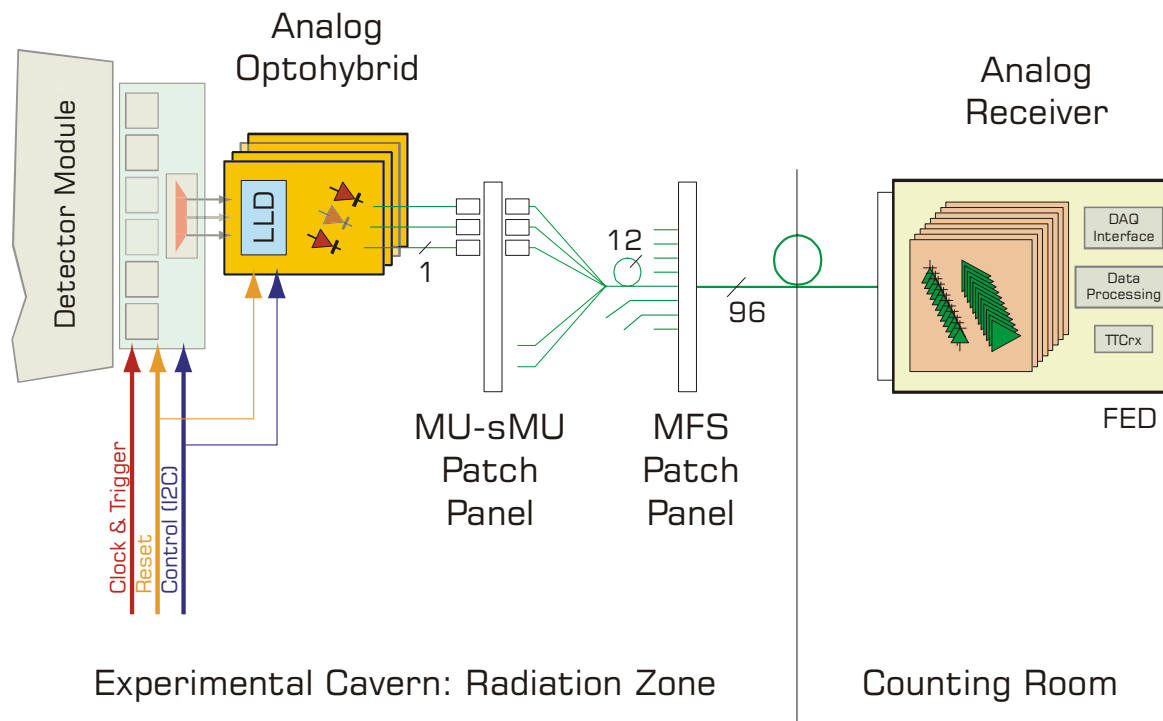 Analog
Optohybrid
Analog
Receiver
Detector Module
LLD
1
12
96
DAQ
Interface
Data
Processing
TTCrx
FED
MU-sMU
Patch
Panel
MFS
Patch
Panel
Clock & Trigger
Reset
Control (I2C)
Experimental Cavern: Radiation Zone
Counting Room